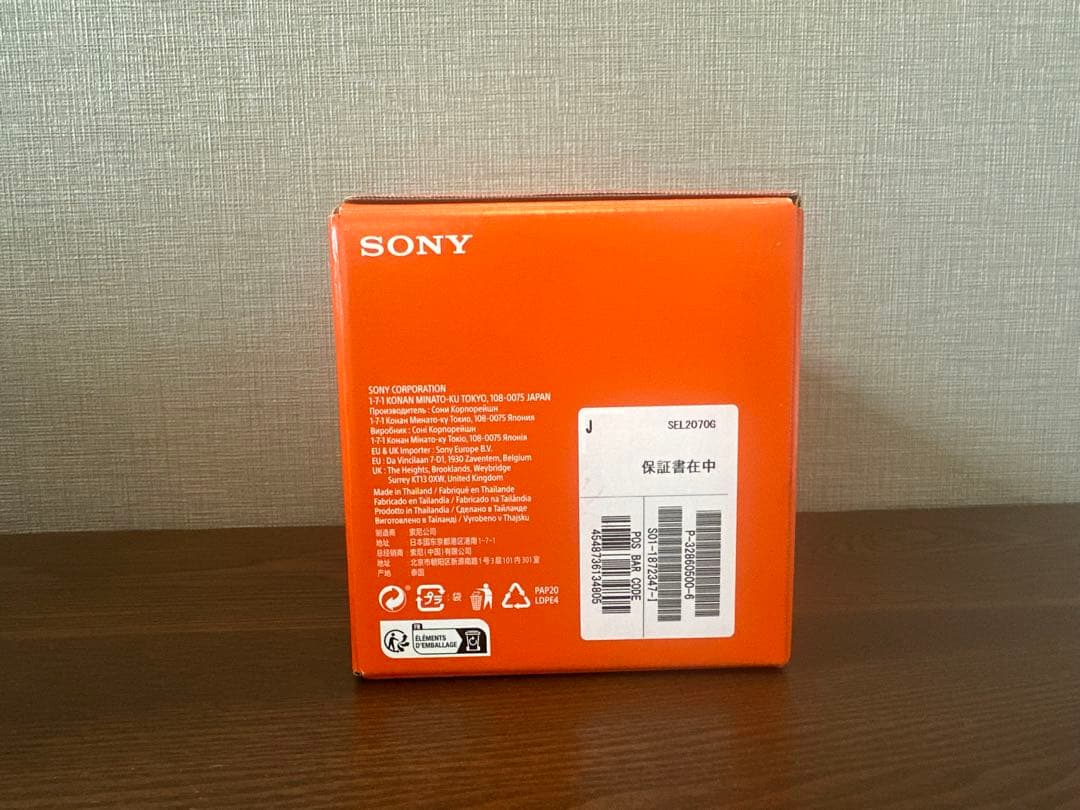 SONY
SONY CORPORATION
1-7-1 KONAN MINATO-KU TOKYO, 108-0075 JAPAN
Производитель : Сони Корпорейшн
1-7-1 Конан Минато-ку Токио, 108-0075 Япония
Виробник : Соні Корпорейшн
1-7-1 Конан Мінато-ку Токіо, 108-0075 Японія
EU & UK Importer : Sony Europe B.V.
EU : Da Vincilaan 7-D1, 1930 Zaventem, Belgium
UK : The Heights, Brooklands, Weybridge
Surrey KT13 0XW, United Kingdom
Made in Thailand / Fabriqué en Thaïlande
Fabricado en Tailandia / Fabricado na Tailândia
Prodotto in Thailandia / Сделано в Тайланде
Виготовлено в Таїланді / Vyrobeno v Thajsku
制造商 : 索尼公司
地址 : 日本国东京都港区港南1-7-1
总经销商 : 索尼(中国)有限公司
地址 : 北京市朝阳区新源南路1号3层101内301室
产地 : 泰国
プラ : 袋
PAP20
LDPE4
FR
ÉLÉMENTS
D'EMBALLAGE
J
SEL2070G
保証書在中
4548736134805
POS BAR CODE
S01-1872347-1
P-32860500-6